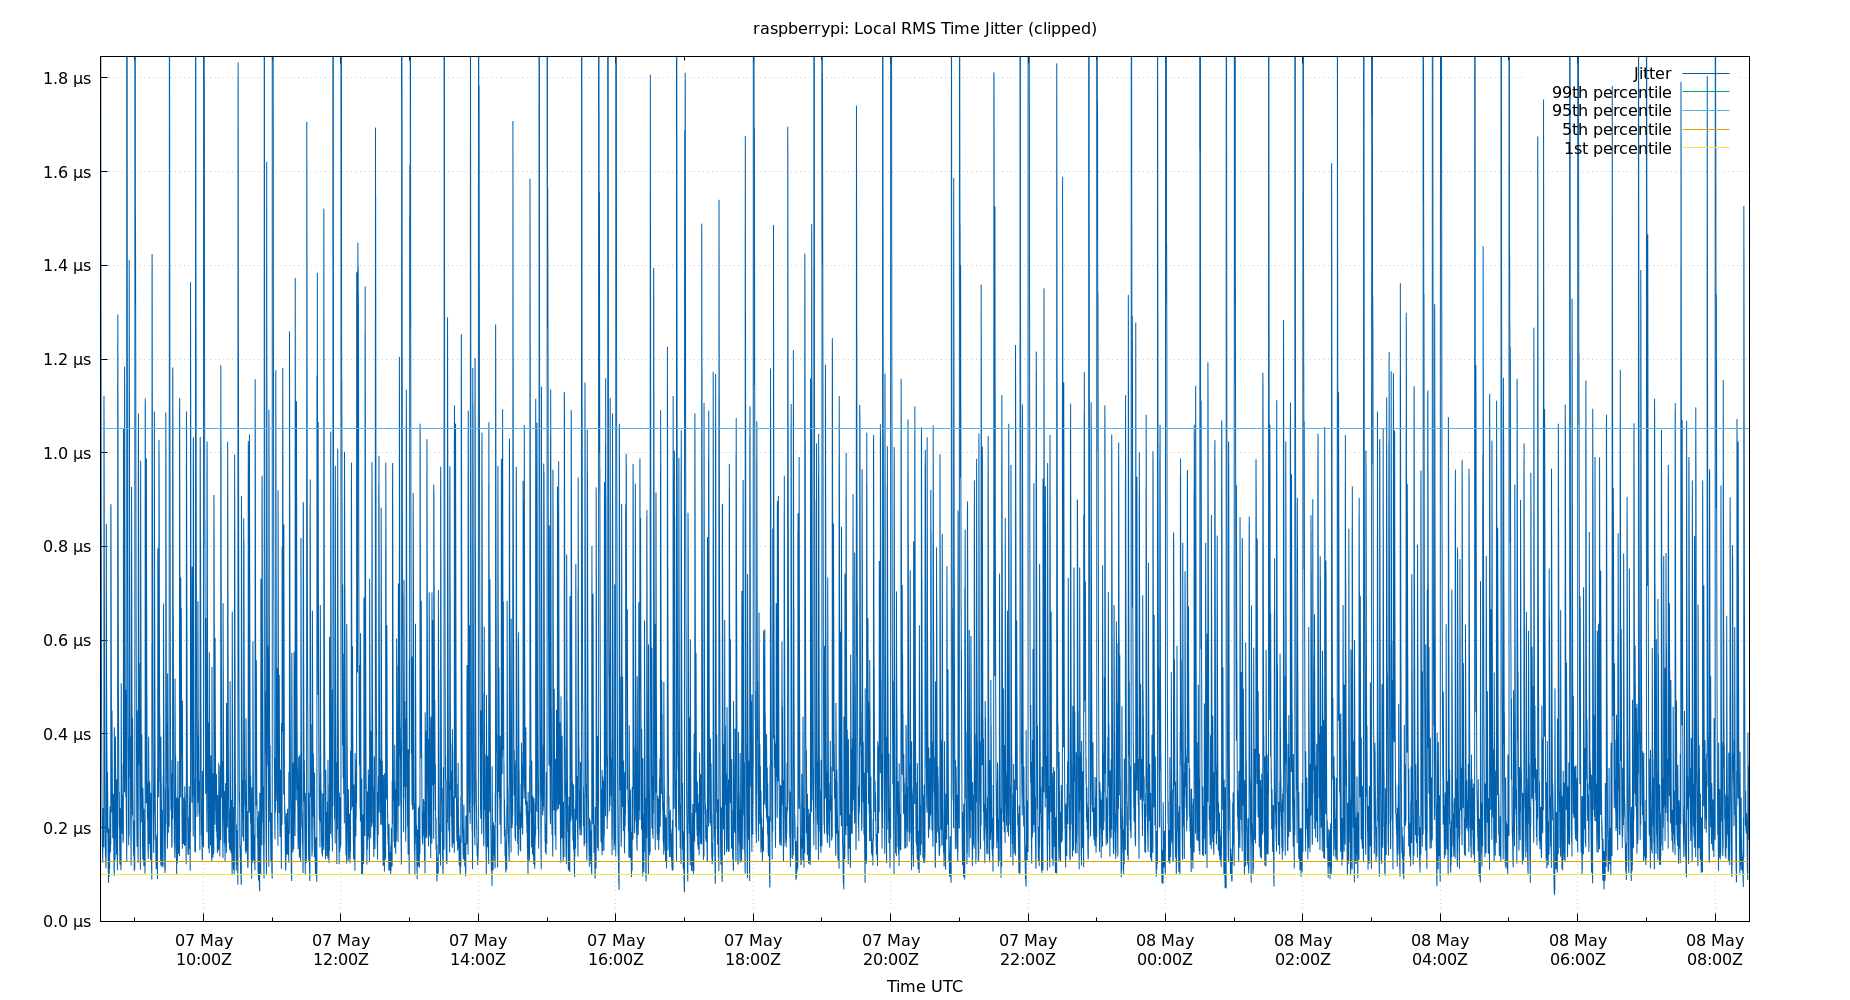 raspberrypi: Local RMS Time Jitter (clipped)
1.8 μs
1.6 μs
1.4 μs
1.2 μs
1.0 μs
0.8 μs
0.6 μs
0.4 μs
0.2 μs
0.0 μs
Jitter
99th percentile
95th percentile
5th percentile
1st percentile
07 May
10:00Z
07 May
12:00Z
07 May
14:00Z
07 May
16:00Z
07 May
18:00Z
07 May
20:00Z
07 May
22:00Z
08 May
00:00Z
08 May
02:00Z
08 May
04:00Z
08 May
06:00Z
08 May
08:00Z
Time UTC